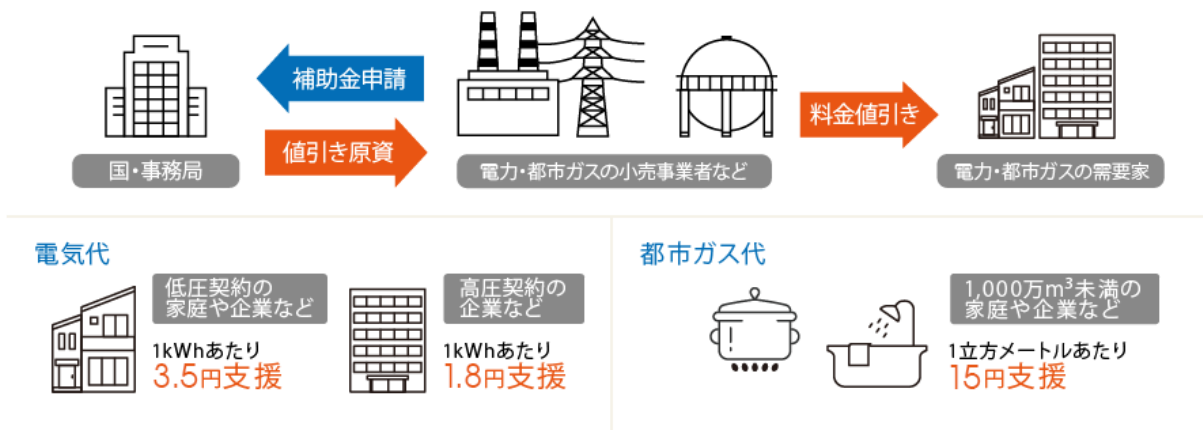 補助金申請
値引き原資
料金値引き
国・事務局
電力・都市ガスの小売事業者など
電力・都市ガスの需要家
電気代
低圧契約の
家庭や企業など
1kWhあたり
3.5円支援
高圧契約の
企業など
1kWhあたり
1.8円支援
都市ガス代
1,000万m³未満の
家庭や企業など
1立方メートルあたり
15円支援